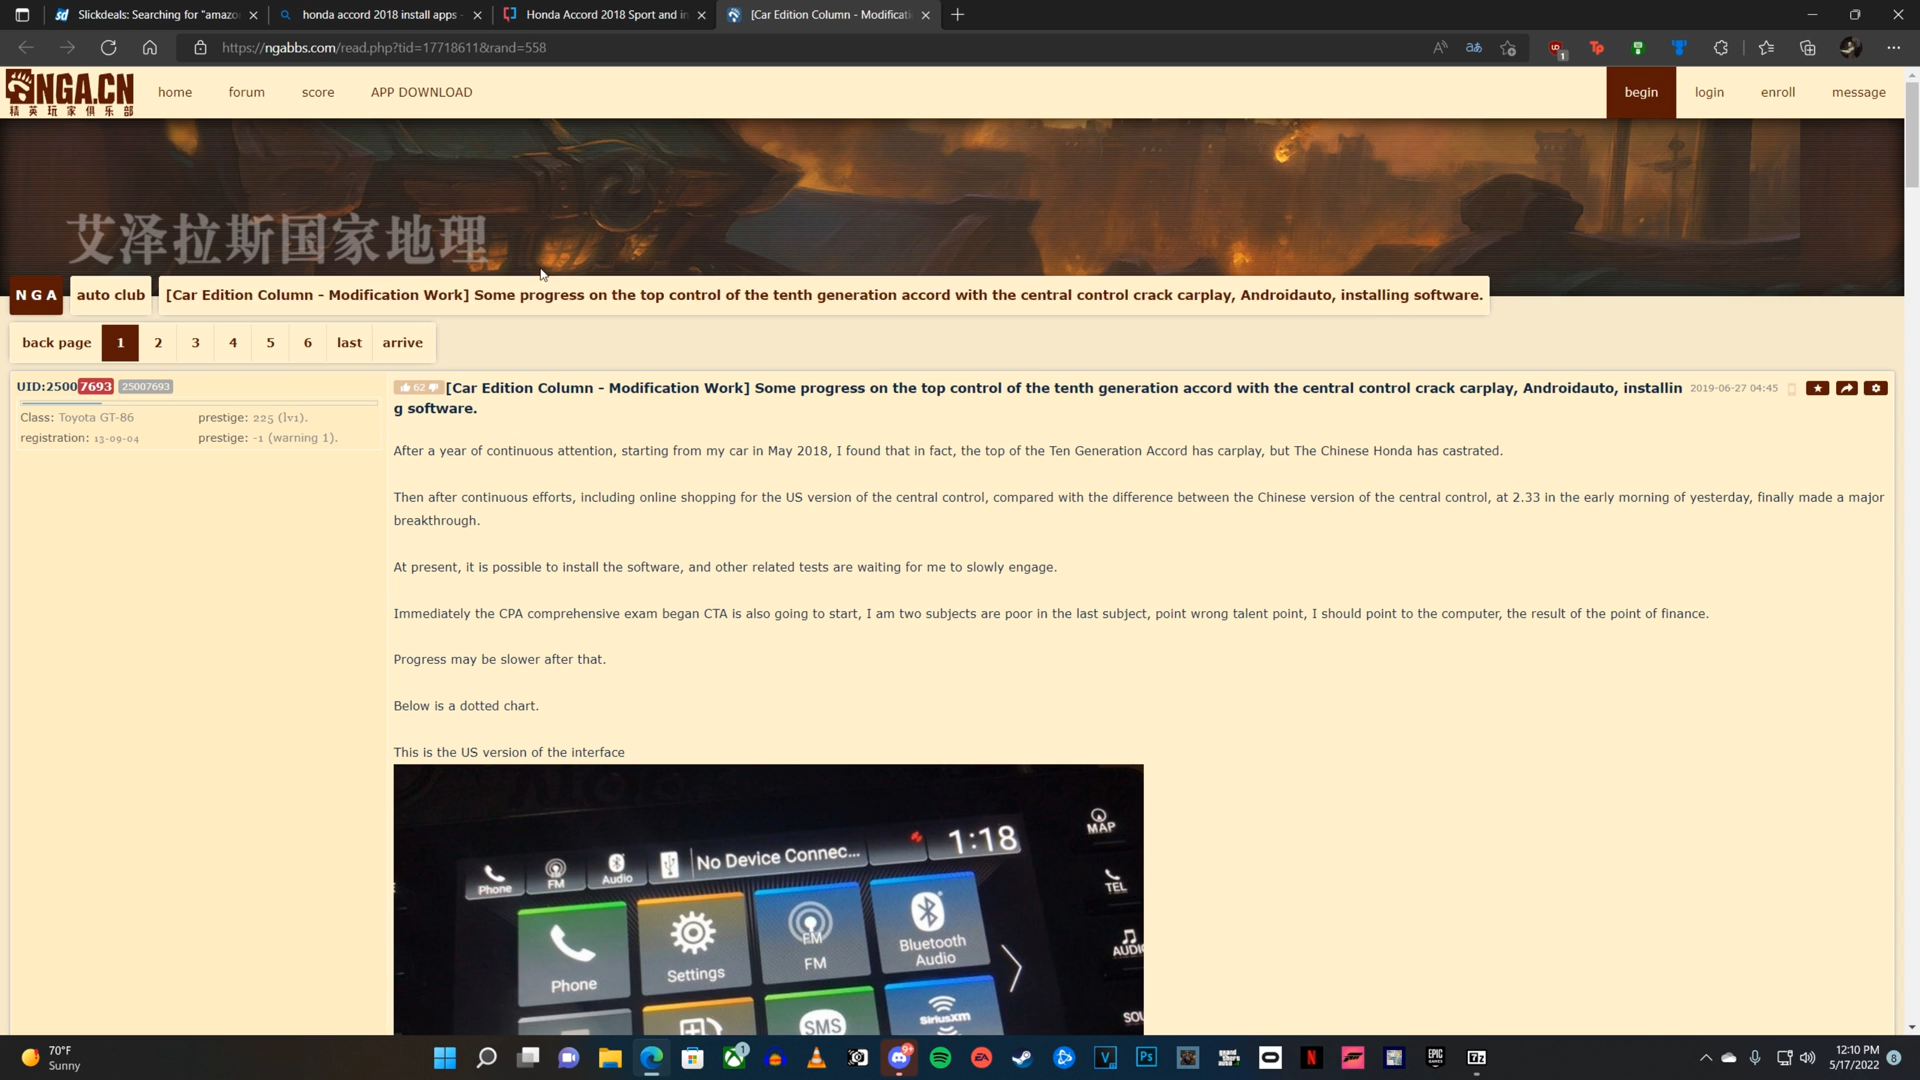 Slickdeals: Searching for "amazo
honda accord 2018 install apps -
Honda Accord 2018 Sport and in
[Car Edition Column - Modificati
https://ngabbs.com/read.php?tid=17718611&rand=558
1
NGA.CN
精英玩家俱乐部
home
forum
score
APP DOWNLOAD
begin
login
enroll
message
艾泽拉斯国家地理
N G A
auto club
[Car Edition Column - Modification Work] Some progress on the top control of the tenth generation accord with the central control crack carplay, Androidauto, installing software.
back page
1
2
3
4
5
6
last
arrive
UID:25007693 25007693
Class: Toyota GT-86
prestige: 225 (lv1).
registration: 13-09-04
prestige: -1 (warning 1).
62
[Car Edition Column - Modification Work] Some progress on the top control of the tenth generation accord with the central control crack carplay, Androidauto, installin
g software.
2019-06-27 04:45
After a year of continuous attention, starting from my car in May 2018, I found that in fact, the top of the Ten Generation Accord has carplay, but The Chinese Honda has castrated.
Then after continuous efforts, including online shopping for the US version of the central control, compared with the difference between the Chinese version of the central control, at 2.33 in the early morning of yesterday, finally made a major
breakthrough.
At present, it is possible to install the software, and other related tests are waiting for me to slowly engage.
Immediately the CPA comprehensive exam began CTA is also going to start, I am two subjects are poor in the last subject, point wrong talent point, I should point to the computer, the result of the point of finance.
Progress may be slower after that.
Below is a dotted chart.
This is the US version of the interface
Phone
FM
Audio
No Device Connec...
1:18
MAP
TEL
Phone
Settings
FM
FM
Bluetooth
Audio
SMS
SiriusXM
70°F
Sunny
12:10 PM
5/17/2022
8